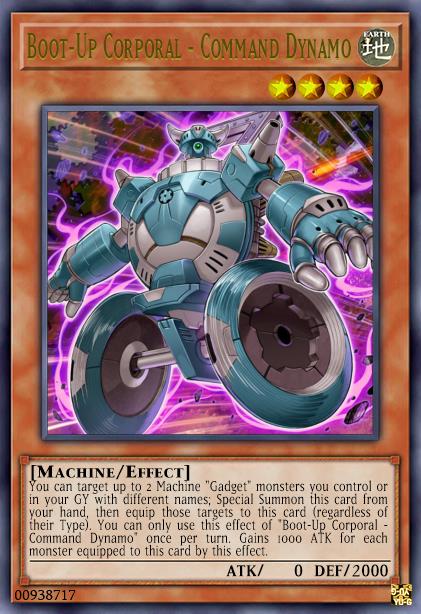 Boot-Up Corporal - Command Dynamo
EARTH
地
[Machine/Effect]
You can target up to 2 Machine "Gadget" monsters you control or
in your GY with different names; Special Summon this card from
your hand, then equip those targets to this card (regardless of
their Type). You can only use this effect of "Boot-Up Corporal -
Command Dynamo" once per turn. Gains 1000 ATK for each
monster equipped to this card by this effect.
ATK/ 0 DEF/2000
00938717